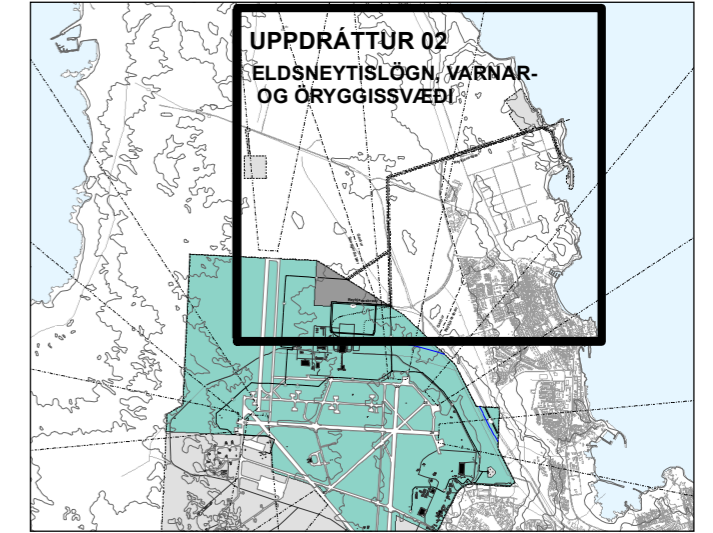 UPPDRÁTTUR 02
ELDSNEYTISLÖGN, VARNAR-
OG ÖRYGGISSVÆÐI